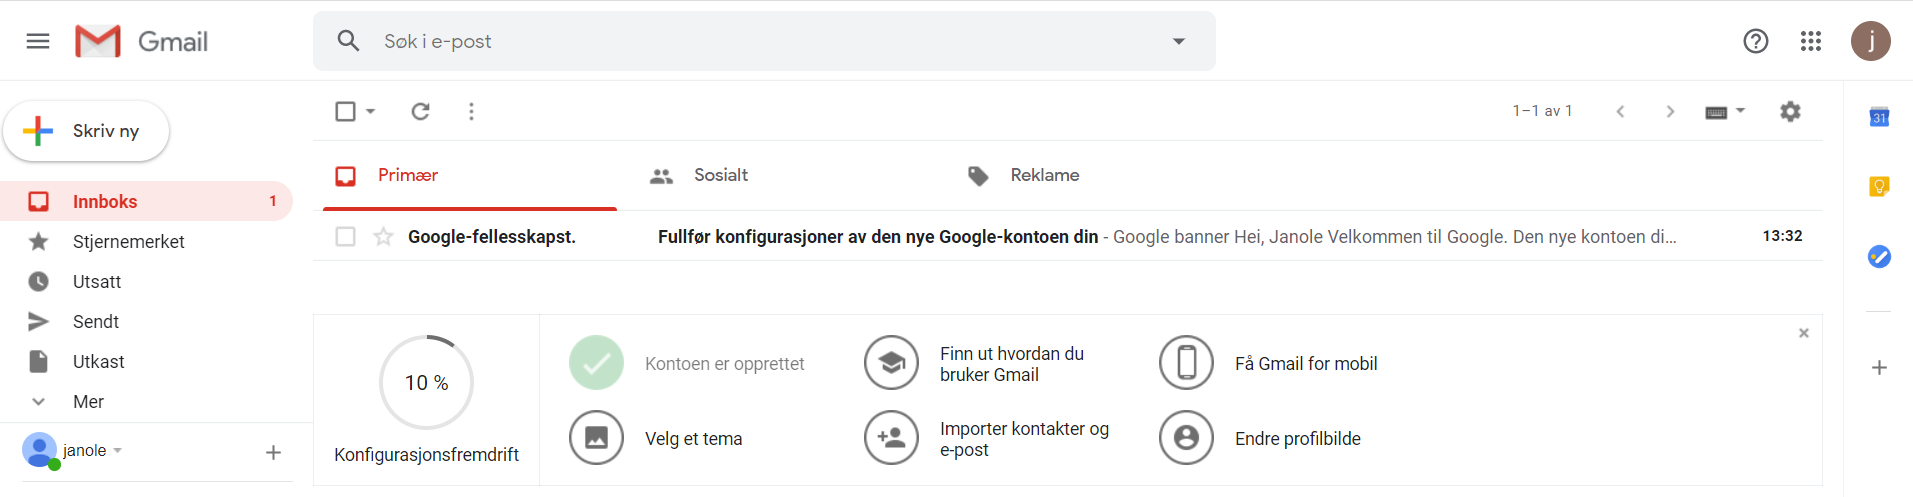 Gmail
Søk i e-post
j
Skriv ny
1–1 av 1
31
Primær
Sosialt
Reklame
Innboks 1
Stjernemerket
Utsatt
Sendt
Utkast
Mer
janole
Google-fellesskapst. Fullfør konfigurasjoner av den nye Google-kontoen din - Google banner Hei, Janole Velkommen til Google. Den nye kontoen di... 13:32
10 %
Konfigurasjonsfremdrift
Kontoen er opprettet
Finn ut hvordan du
bruker Gmail
Få Gmail for mobil
Velg et tema
Importer kontakter og
e-post
Endre profilbilde